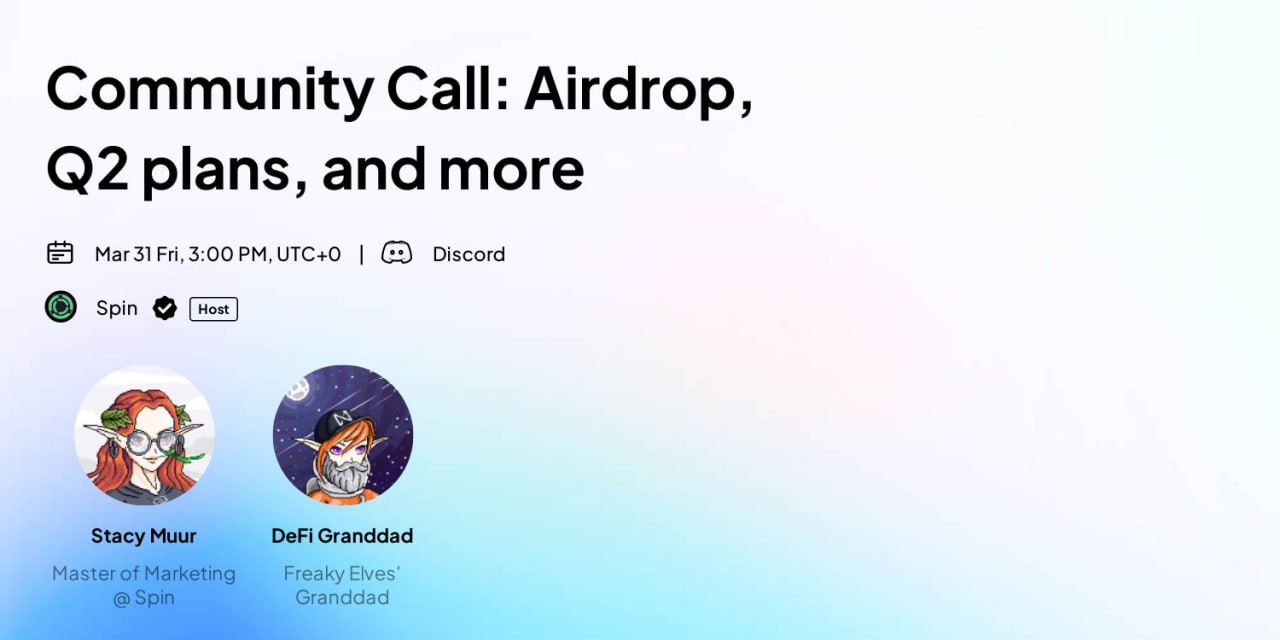 Community Call: Airdrop,
Q2 plans, and more
Mar 31 Fri, 3:00 PM, UTC+0 | Discord
Spin Host
Stacy Muur
Master of Marketing
@ Spin
DeFi Granddad
Freaky Elves'
Granddad